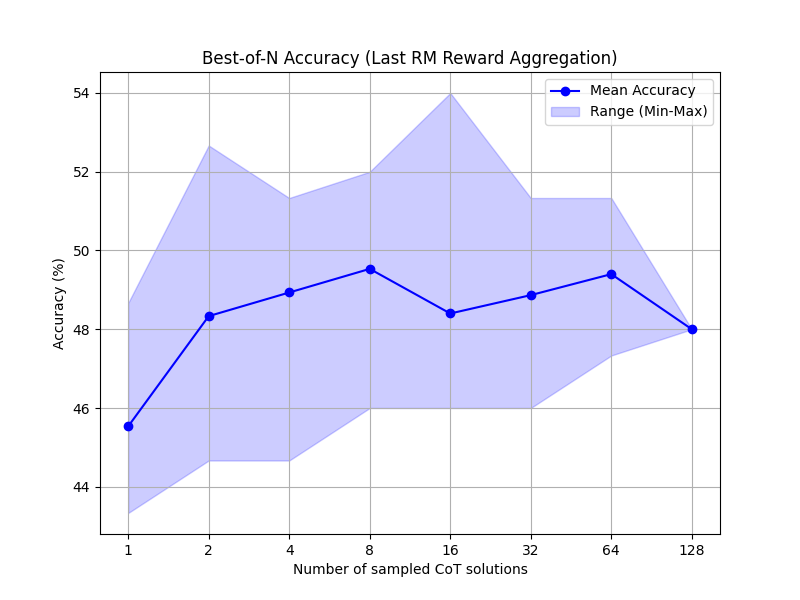 Best-of-N Accuracy (Last RM Reward Aggregation)
Mean Accuracy
Range (Min-Max)
Accuracy (%)
54
52
50
48
46
44
1 2 4 8 16 32 64 128
Number of sampled CoT solutions